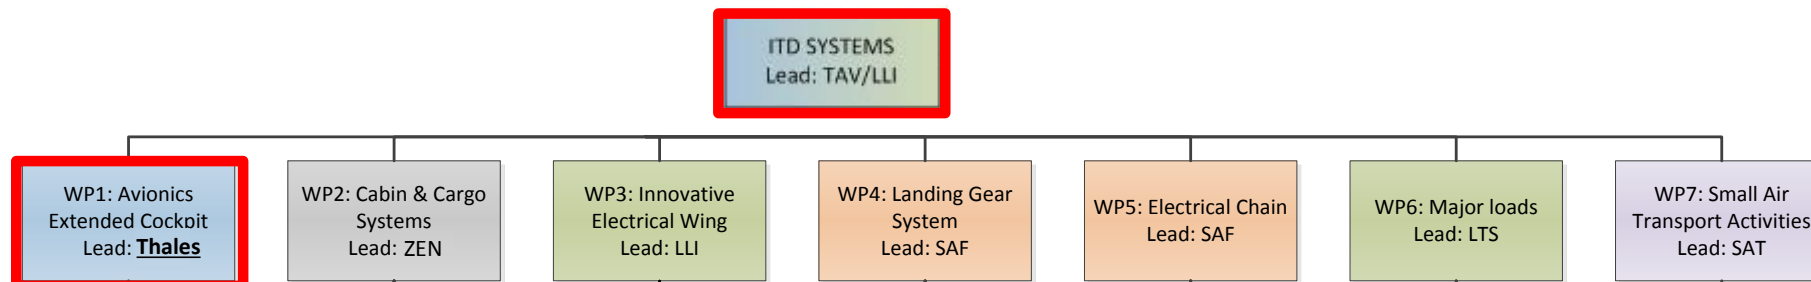 ITD SYSTEMS
Lead: TAV/LLI
WP1: Avionics
Extended Cockpit
Lead: Thales
WP2: Cabin & Cargo
Systems
Lead: ZEN
WP3: Innovative
Electrical Wing
Lead: LLI
WP4: Landing Gear
System
Lead: SAF
WP5: Electrical Chain
Lead: SAF
WP6: Major loads
Lead: LTS
WP7: Small Air
Transport Activities
Lead: SAT